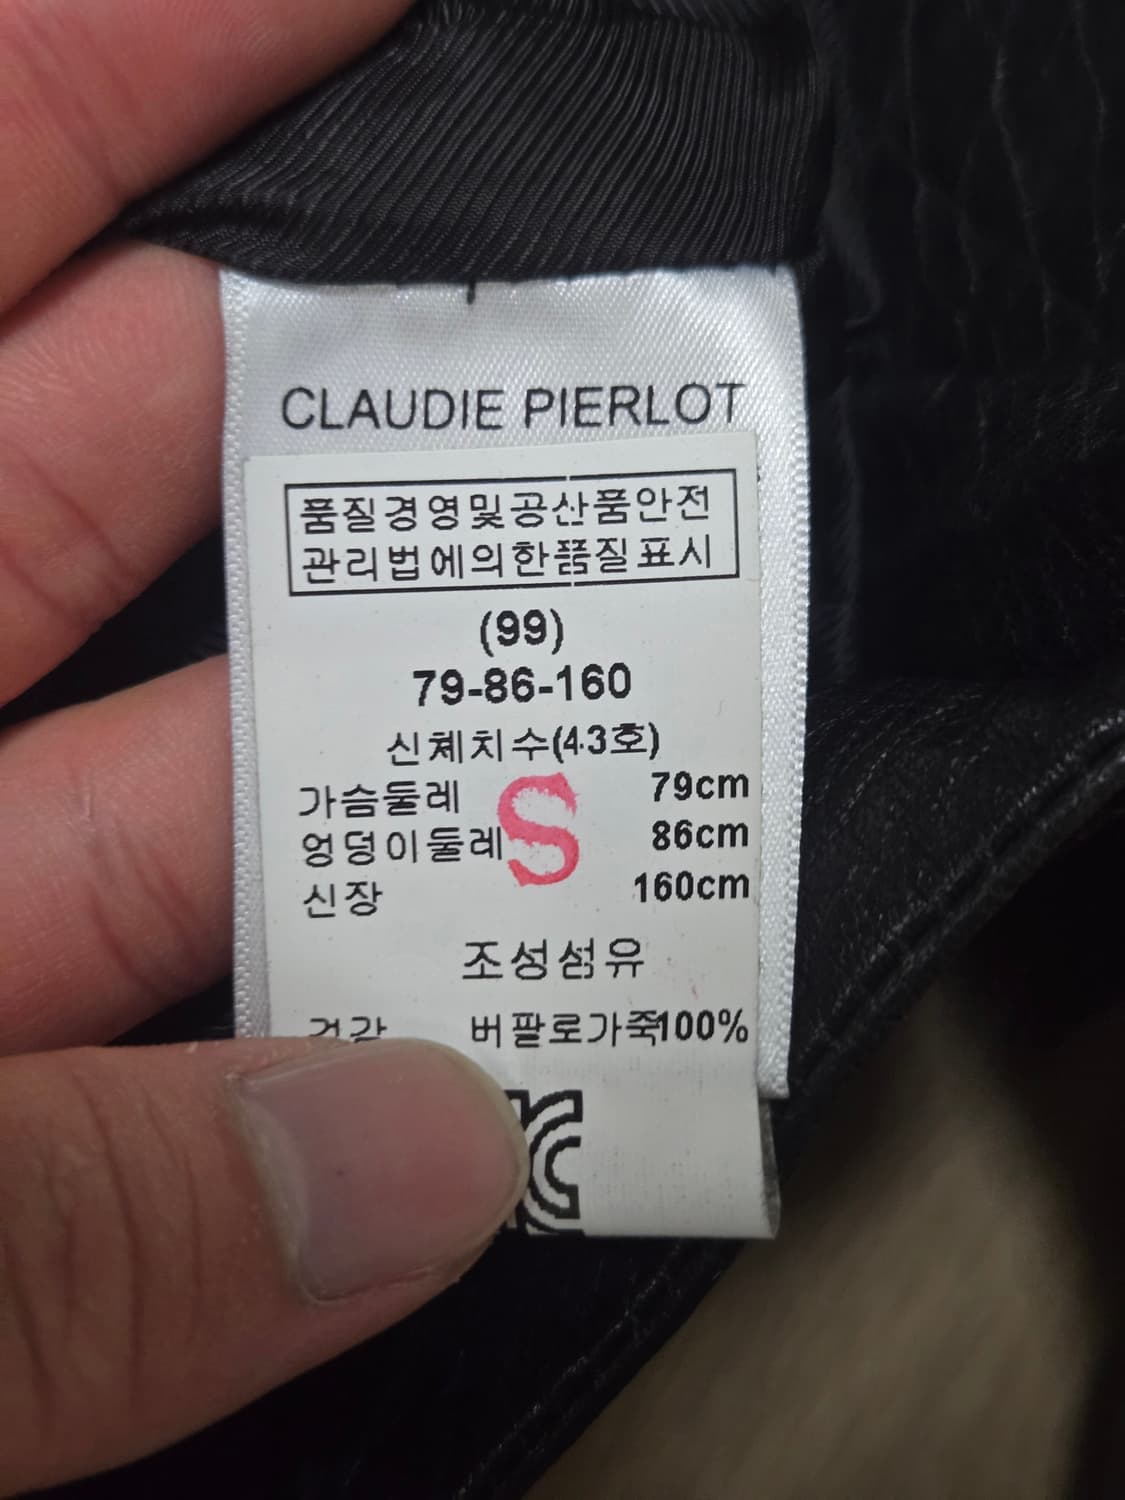 CLAUDIE PIERLOT
품질경영및공산품안전
관리법에의한품질표시
(99)
79-86-160
신체치수(43호)
가슴둘레 79cm
엉덩이둘레 86cm
신장 160cm
S
조성섬유
겉감 버팔로가죽100%